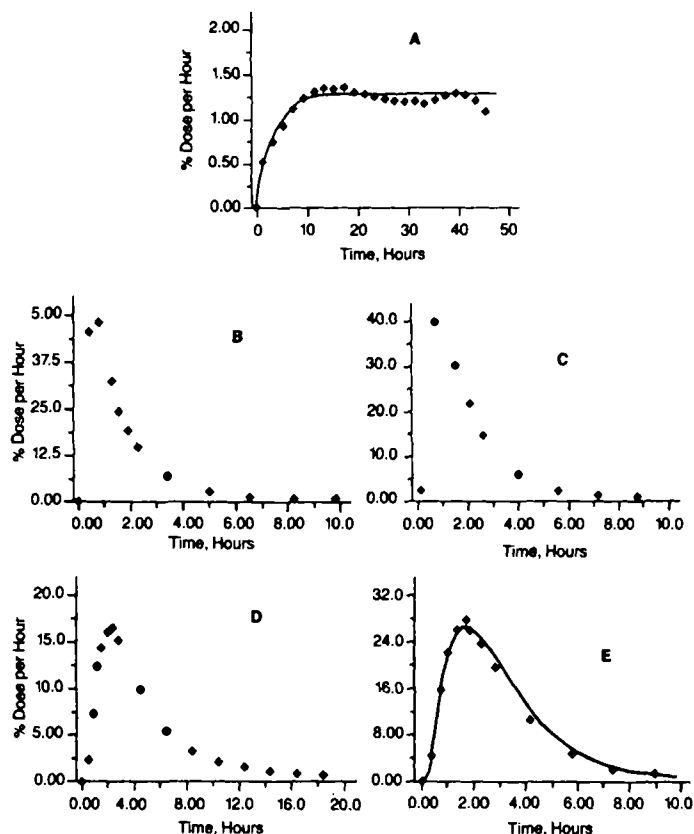 A
% Dose per Hour
2.00
1.50
1.00
0.50
0.00
0 10 20 30 40 50
Time, Hours
B
% Dose per Hour
5.00
37.5
25.0
12.5
0.00
0.00 2.00 4.00 6.00 8.00 10.0
Time, Hours
C
40.0
30.0
20.0
10.0
0.00
0.00 2.00 4.00 6.00 8.00 10.0
Time, Hours
D
% Dose per Hour
20.0
15.0
10.0
5.00
0.00
0.00 4.00 8.00 12.0 16.0 20.0
Time, Hours
E
32.0
24.0
16.0
8.00
0.00
0.00 2.00 4.00 6.00 8.00 10.0
Time, Hours